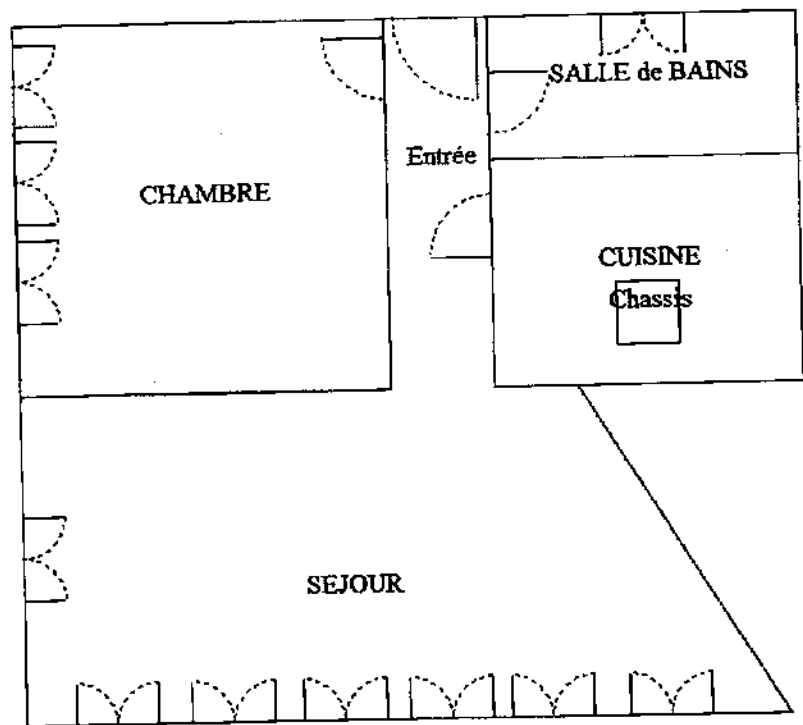 SALLE de BAINS
Entrée
CHAMBRE
CUISINE
Chassis
SEJOUR